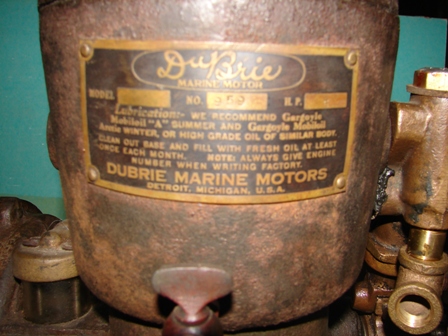 DuBrie
MARINE MOTOR
MODEL NO. 959 H.P.
Lubrication:- WE RECOMMEND Gargoyle
Mobiloil "A" SUMMER AND Gargoyle Mobiloil
Arctic WINTER, OR HIGH GRADE OIL OF SIMILAR BODY.
CLEAN OUT BASE AND FILL WITH FRESH OIL AT LEAST
ONCE EACH MONTH. NOTE: ALWAYS GIVE ENGINE
NUMBER WHEN WRITING FACTORY.
DUBRIE MARINE MOTORS
DETROIT, MICHIGAN, U.S.A.